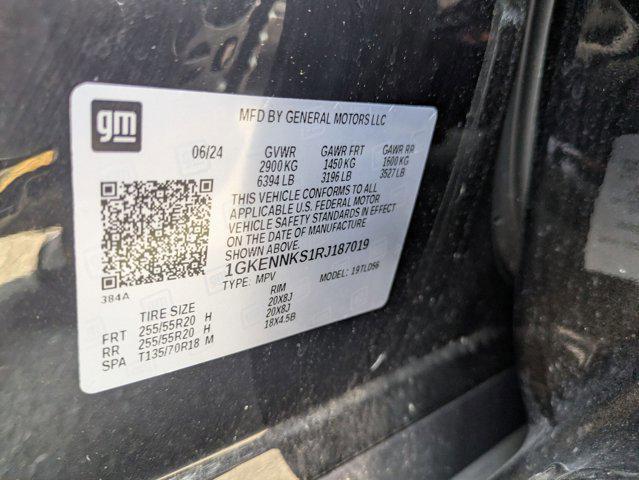 gm
MFD BY GENERAL MOTORS LLC
06/24 GVWR GAWR FRT GAWR RR
2900 KG 1450 KG 1600 KG
6394 LB 3196 LB 3527 LB
THIS VEHICLE CONFORMS TO ALL
APPLICABLE U.S. FEDERAL MOTOR
VEHICLE SAFETY STANDARDS IN EFFECT
ON THE DATE OF MANUFACTURE
SHOWN ABOVE.
1GKENNKS1RJ187019
TYPE: MPV MODEL: 19TLD56
384A
TIRE SIZE RIM
FRT 255/55R20 H 20X8J
RR 255/55R20 H 20X8J
SPA T135/70R18 M 18X4.5B